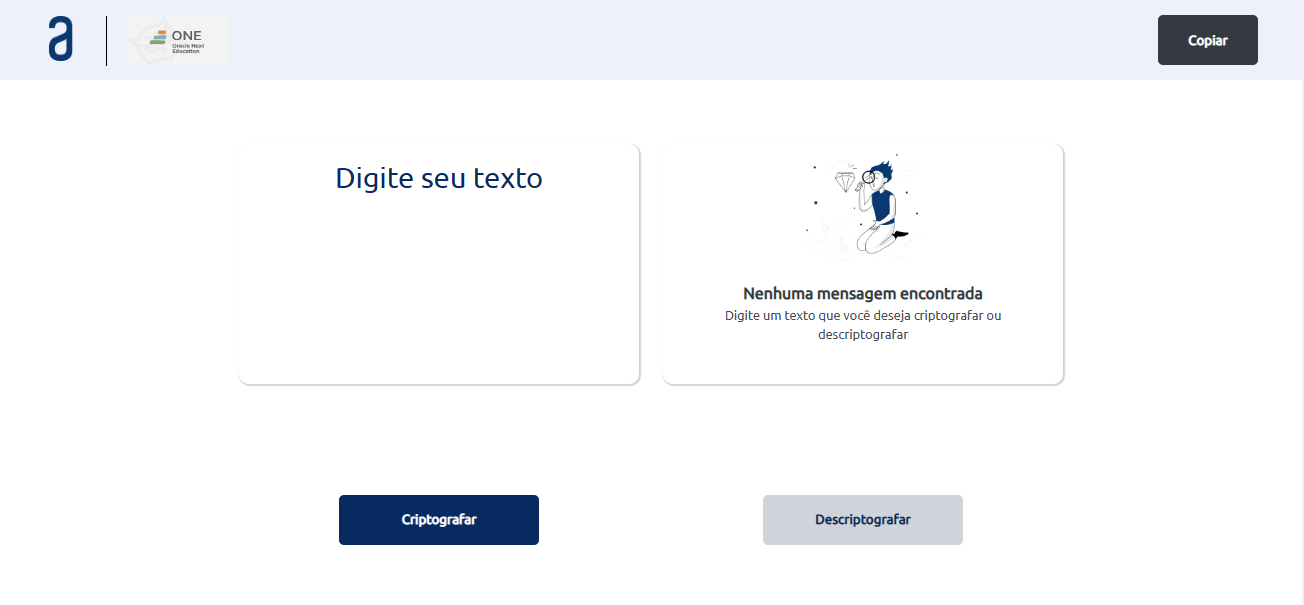 a
ONE
Oracle Next
Education
Copiar
Digite seu texto
Nenhuma mensagem encontrada
Digite um texto que você deseja criptografar ou
descriptografar
Criptografar
Descriptografar